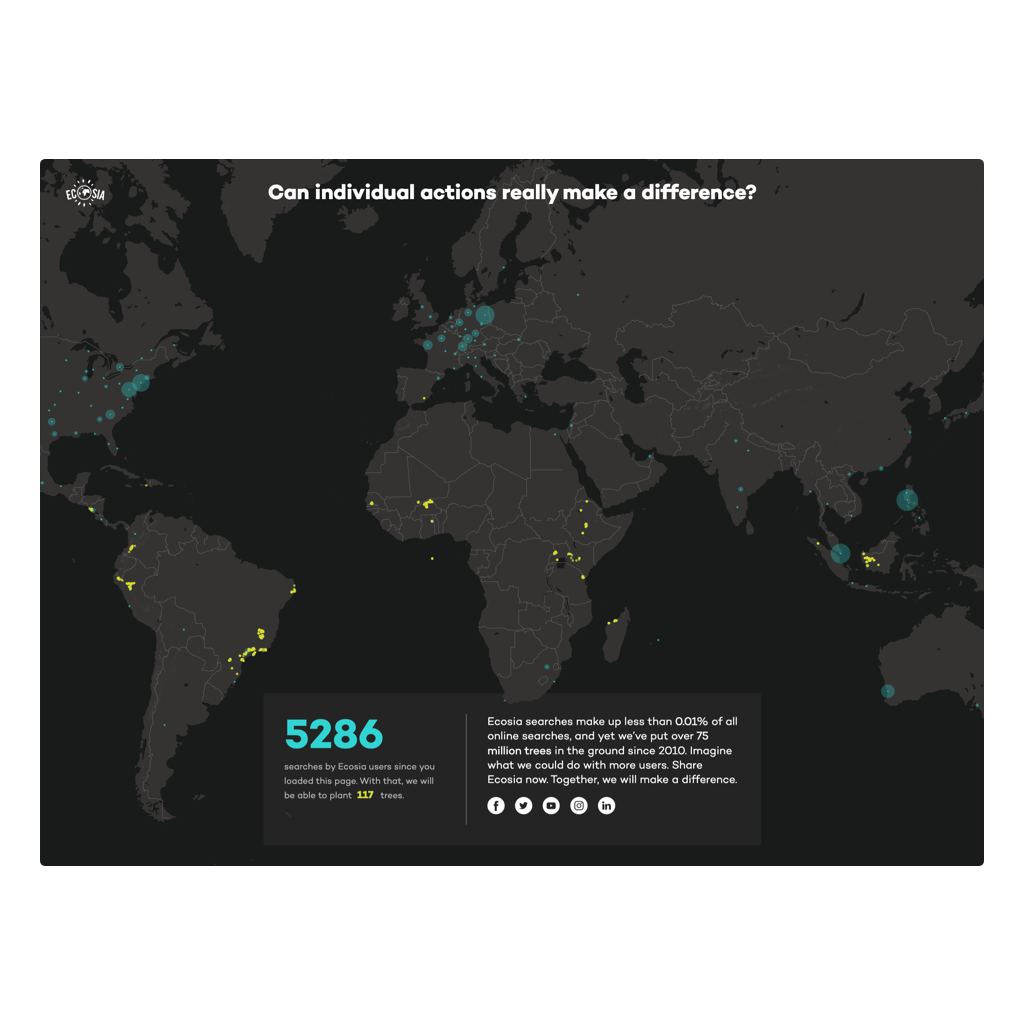 ECOSIA
Can individual actions really make a difference?
5286
searches by Ecosia users since you
loaded this page. With that, we will
be able to plant 117 trees.
Ecosia searches make up less than 0.01% of all
online searches, and yet we've put over 75
million trees in the ground since 2010. Imagine
what we could do with more users. Share
Ecosia now. Together, we will make a difference.